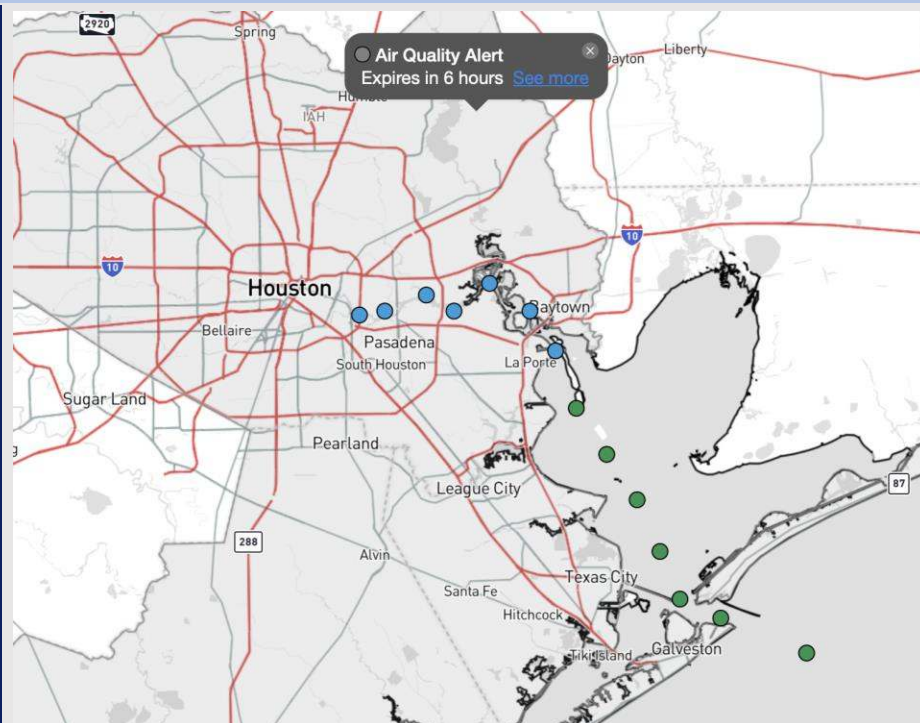 2920
Spring
Air Quality Alert
Expires in 6 hours See more
Dayton
Liberty
Humble
IAH
10
10
Houston
Baytown
Bellaire
Pasadena
South Houston
La Porte
Sugar Land
Pearland
87
League City
288
Alvin
Texas City
Santa Fe
Hitchcock
Tiki Island
Galveston